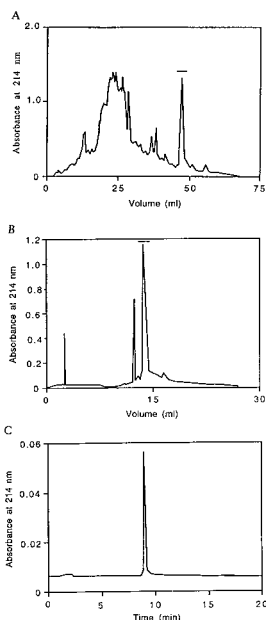 A
2.0
1.0
0
Absorbance at 214 nm
0 25 50 75
Volume (ml)
B
1.2
1.0
0.8
0.6
0.4
0.2
0
Absorbance at 214 nm
0 15 30
Volume (ml)
C
0.06
0.04
0.02
0
Absorbance at 214 nm
0 5 10 15 20
Time (min)